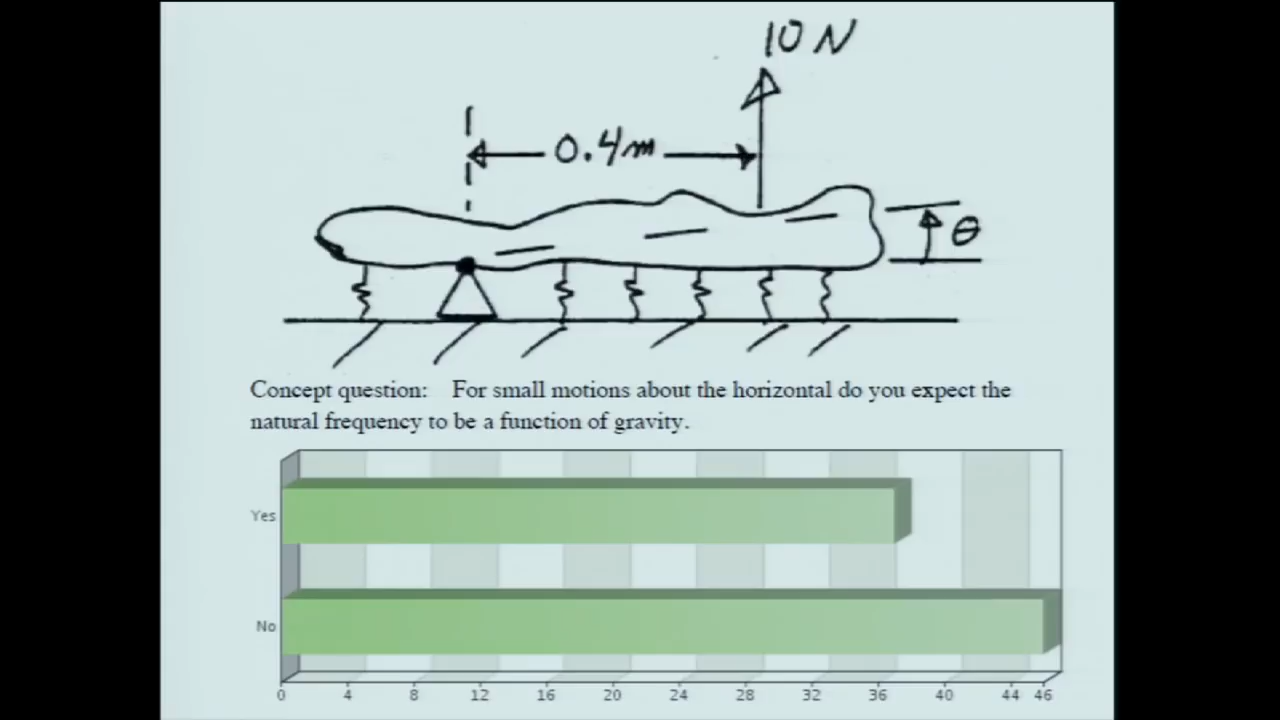 10 N
0.4m
θ
Concept question: For small motions about the horizontal do you expect the
natural frequency to be a function of gravity.
Yes
No
0 4 8 12 16 20 24 28 32 36 40 44 46